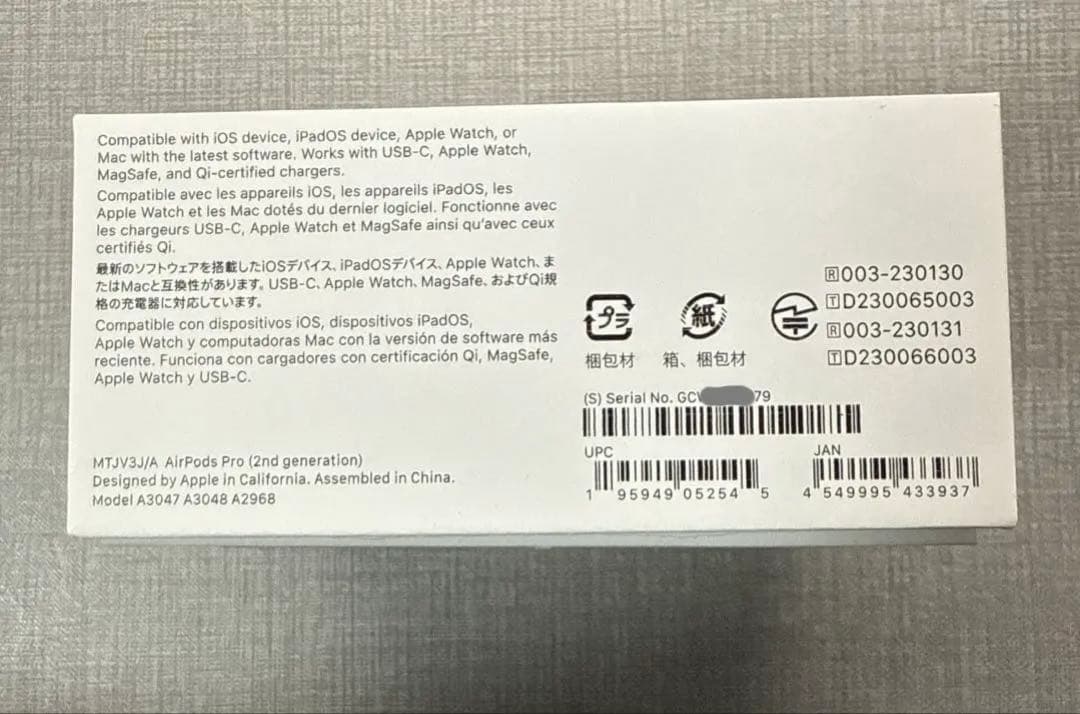 Compatible with iOS device, iPadOS device, Apple Watch, or
Mac with the latest software. Works with USB-C, Apple Watch,
MagSafe, and Qi-certified chargers.
Compatible avec les appareils iOS, les appareils iPadOS, les
Apple Watch et les Mac dotés du dernier logiciel. Fonctionne avec
les chargeurs USB-C, Apple Watch et MagSafe ainsi qu'avec ceux
certifiés Qi.
最新のソフトウェアを搭載したiOSデバイス、iPadOSデバイス、Apple Watch、ま
たはMacと互換性があります。USB-C、Apple Watch、MagSafe、およびQi規
格の充電器に対応しています。
Compatible con dispositivos iOS, dispositivos iPadOS,
Apple Watch y computadoras Mac con la versión de software más
reciente. Funciona con cargadores con certificación Qi, MagSafe,
Apple Watch y USB-C.
MTJV3J/A AirPods Pro (2nd generation)
Designed by Apple in California. Assembled in China.
Model A3047 A3048 A2968
プラ
梱包材
紙
箱、梱包材
R 003-230130
T D230065003
R 003-230131
T D230066003
(S) Serial No. GC 79
UPC
1 95949 05254 5
JAN
4 549995 433937